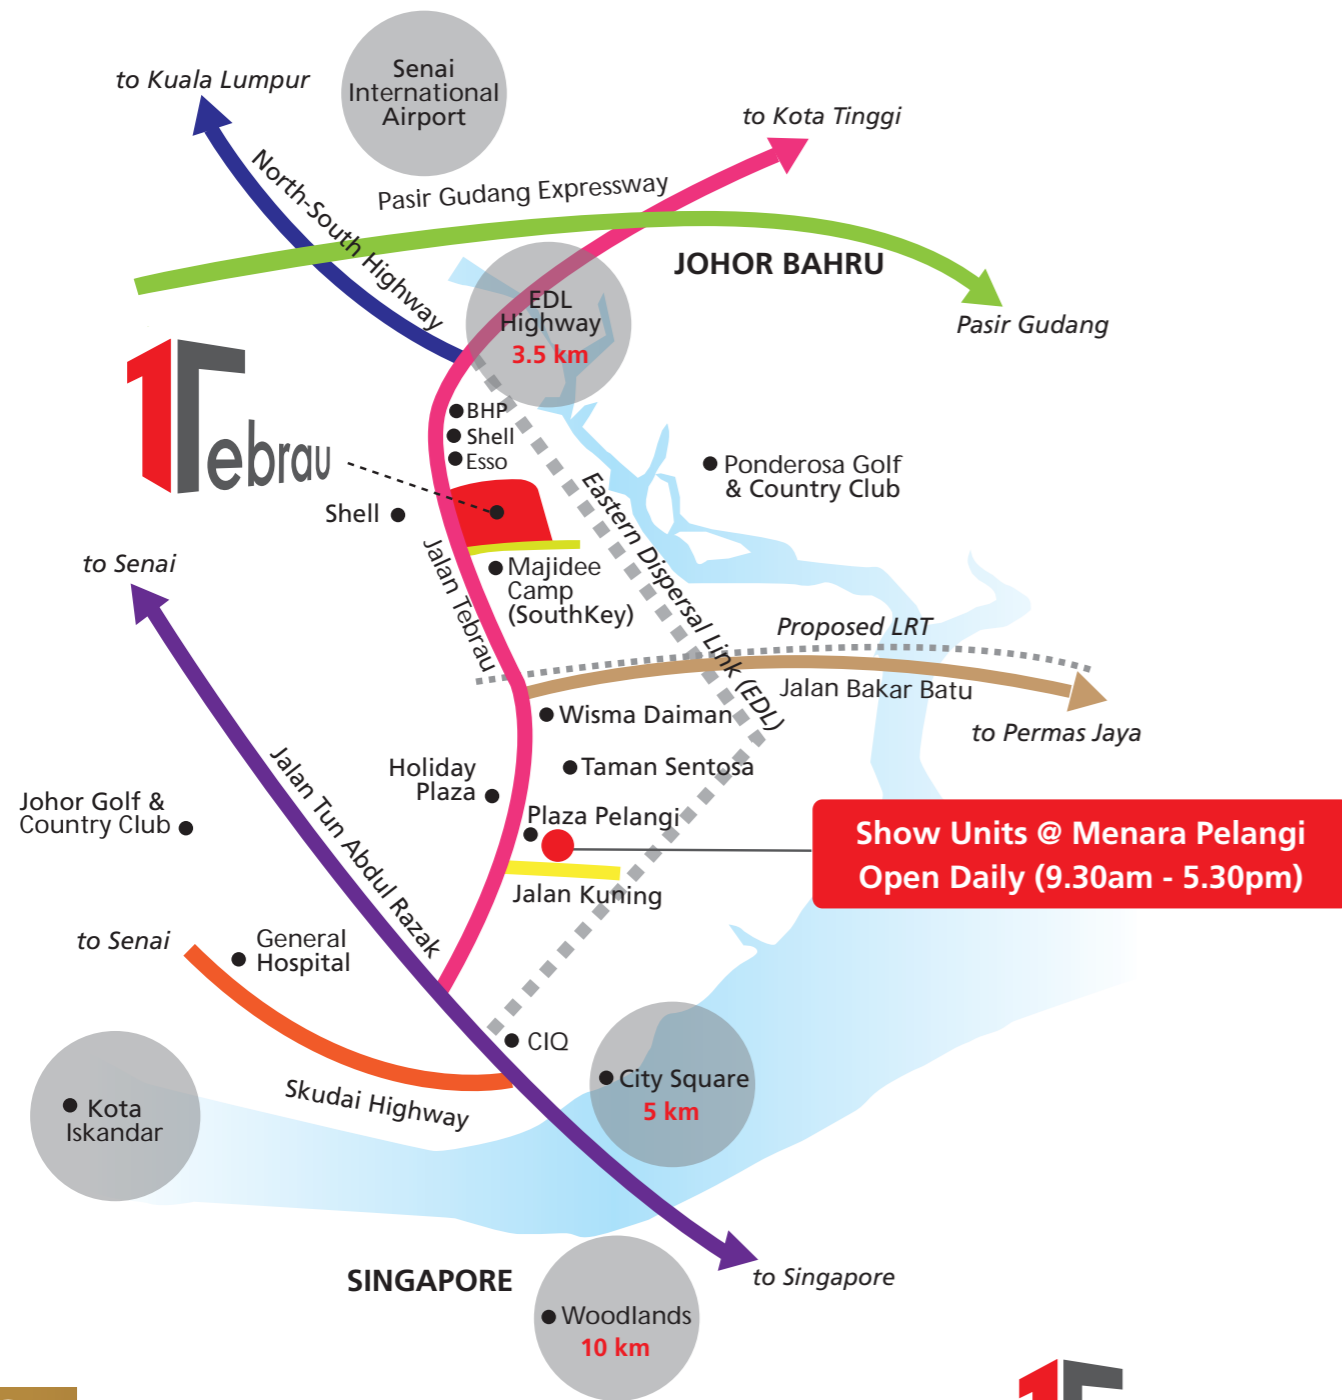 to Kuala Lumpur
Senai
International
Airport
to Kota Tinggi
North-South Highway
Pasir Gudang Expressway
JOHOR BAHRU
EDL
Highway
3.5 km
Pasir Gudang
1Tebrau
BHP
Shell
Esso
Ponderosa Golf
& Country Club
Shell
Jalan Tebrau
Eastern Dispersal Link (EDL)
to Senai
Majidee
Camp
(SouthKey)
Proposed LRT
Jalan Bakar Batu
to Permas Jaya
Wisma Daiman
Taman Sentosa
Holiday
Plaza
Johor Golf &
Country Club
Jalan Tun Abdul Razak
Plaza Pelangi
Show Units @ Menara Pelangi
Open Daily (9.30am - 5.30pm)
Jalan Kuning
to Senai
General
Hospital
CIQ
City Square
5 km
Skudai Highway
Kota
Iskandar
SINGAPORE
to Singapore
Woodlands
10 km